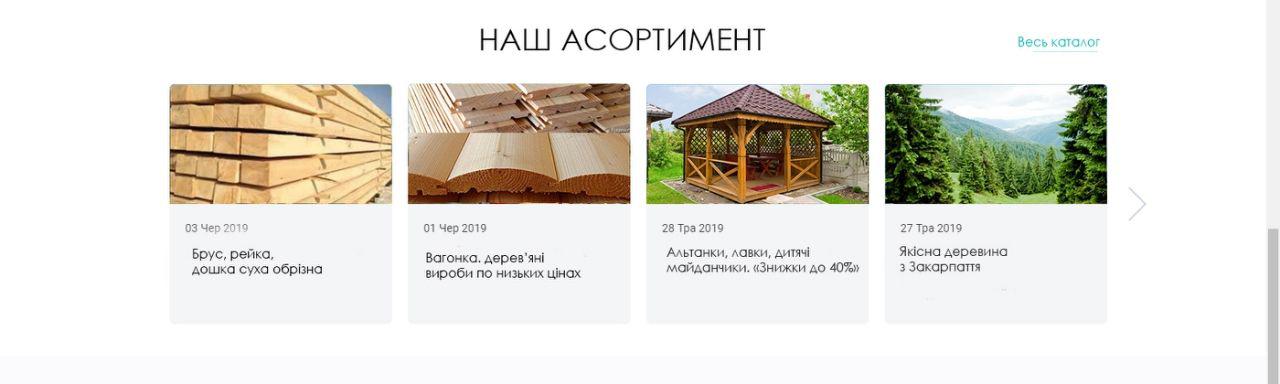 НАШ АСОРТИМЕНТ
Весь каталог
03 Чер 2019
Брус, рейка,
дошка суха обрізна
01 Чер 2019
Вагонка. дерев'яні
вироби по низьких цінах
28 Тра 2019
Альтанки, лавки, дитячі
майданчики. «Знижки до 40%»
27 Тра 2019
Якісна деревина
з Закарпаття